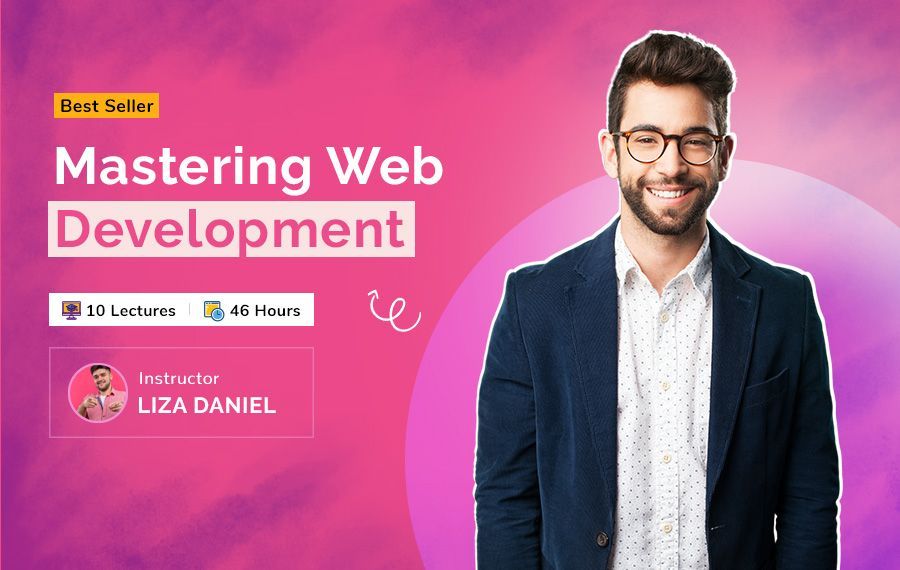 Best Seller
Mastering Web
Development
10 Lectures
46 Hours
Instructor
LIZA DANIEL